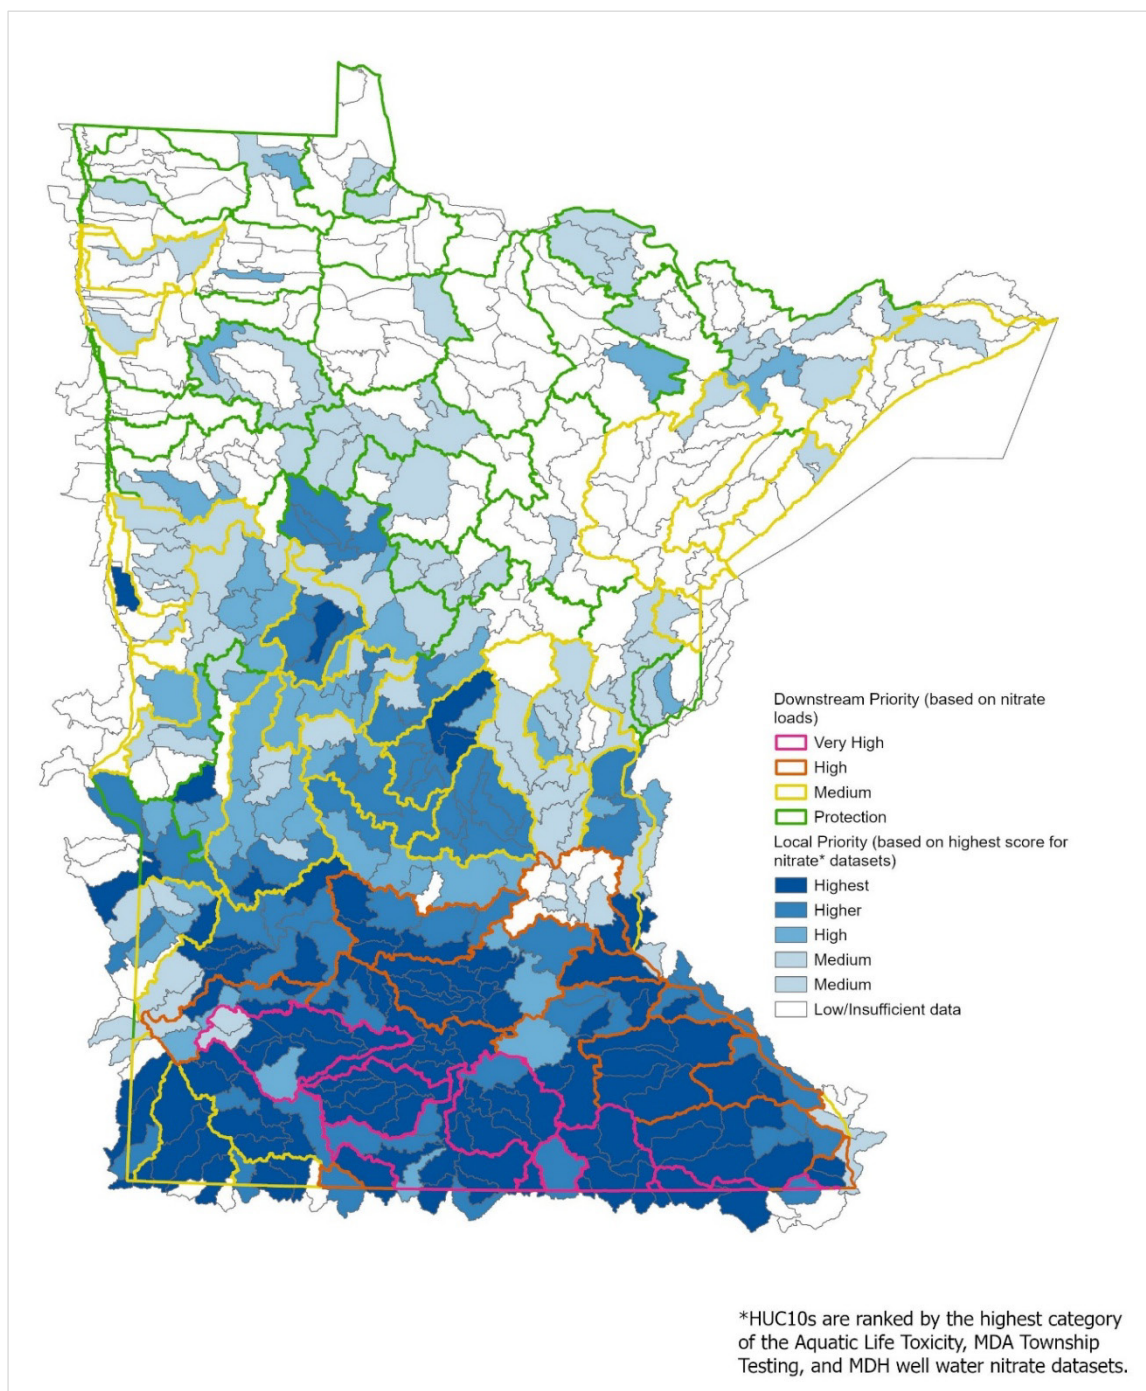 Downstream Priority (based on nitrate
loads)
Very High
High
Medium
Protection
Local Priority (based on highest score for
nitrate* datasets)
Highest
Higher
High
Medium
Medium
Low/Insufficient data
*HUC10s are ranked by the highest category
of the Aquatic Life Toxicity, MDA Township
Testing, and MDH well water nitrate datasets.